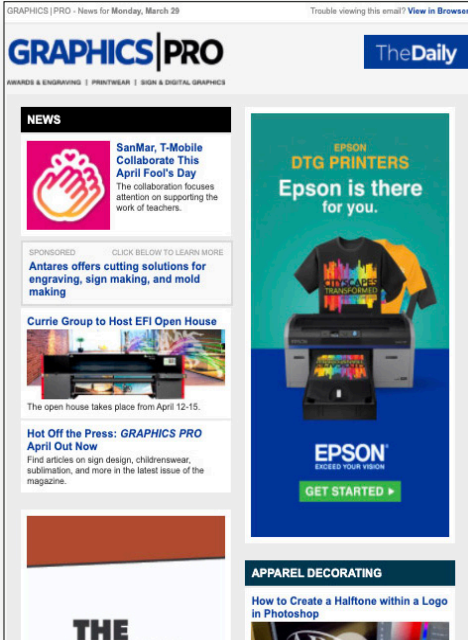 GRAPHICS | PRO - News for Monday, March 29
Trouble viewing this email? View in Browser
GRAPHICS|PRO
AWARDS & ENGRAVING | PRINTWEAR | SIGN & DIGITAL GRAPHICS
TheDaily
NEWS
SanMar, T-Mobile
Collaborate This
April Fool's Day
The collaboration focuses
attention on supporting the
work of teachers.
SPONSORED
CLICK BELOW TO LEARN MORE
Antares offers cutting solutions for
engraving, sign making, and mold
making
Currie Group to Host EFI Open House
The open house takes place from April 12-15.
Hot Off the Press: GRAPHICS PRO
April Out Now
Find articles on sign design, childrenswear,
sublimation, and more in the latest issue of the
magazine.
THE
EPSON
DTG PRINTERS
Epson is there
for you.
CITYSCAPES
TRANSFORMED
EPSON
EXCEED YOUR VISION
GET STARTED
APPAREL DECORATING
How to Create a Halftone within a Logo
in Photoshop